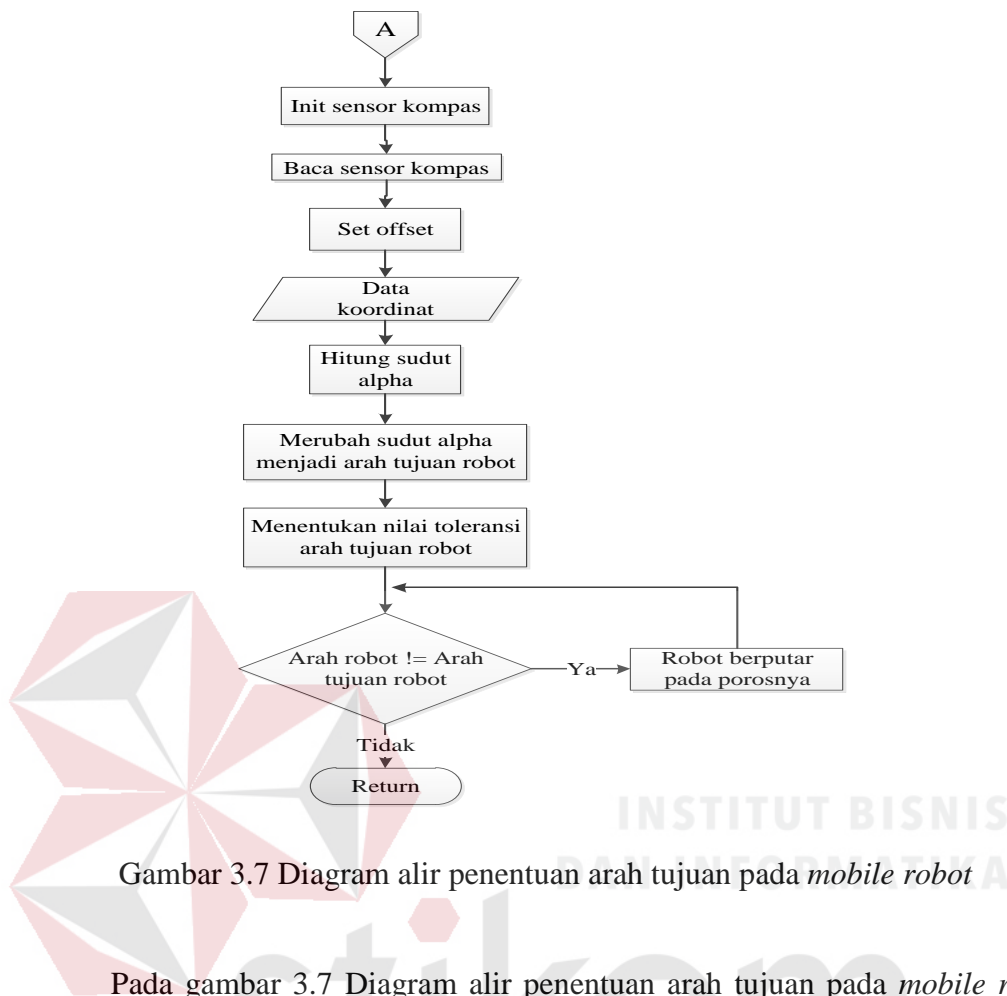 A
Init sensor kompas
Baca sensor kompas
Set offset
Data
koordinat
Hitung sudut
alpha
Merubah sudut alpha
menjadi arah tujuan robot
Menentukan nilai toleransi
arah tujuan robot
Arah robot != Arah
tujuan robot
Ya
Robot berputar
pada porosnya
Tidak
Return
INSTITUT BISNIS
DAN INFORMATIKA
Gambar 3.7 Diagram alir penentuan arah tujuan pada mobile robot
stikom
Pada gambar 3.7 Diagram alir penentuan arah tujuan pada mobile